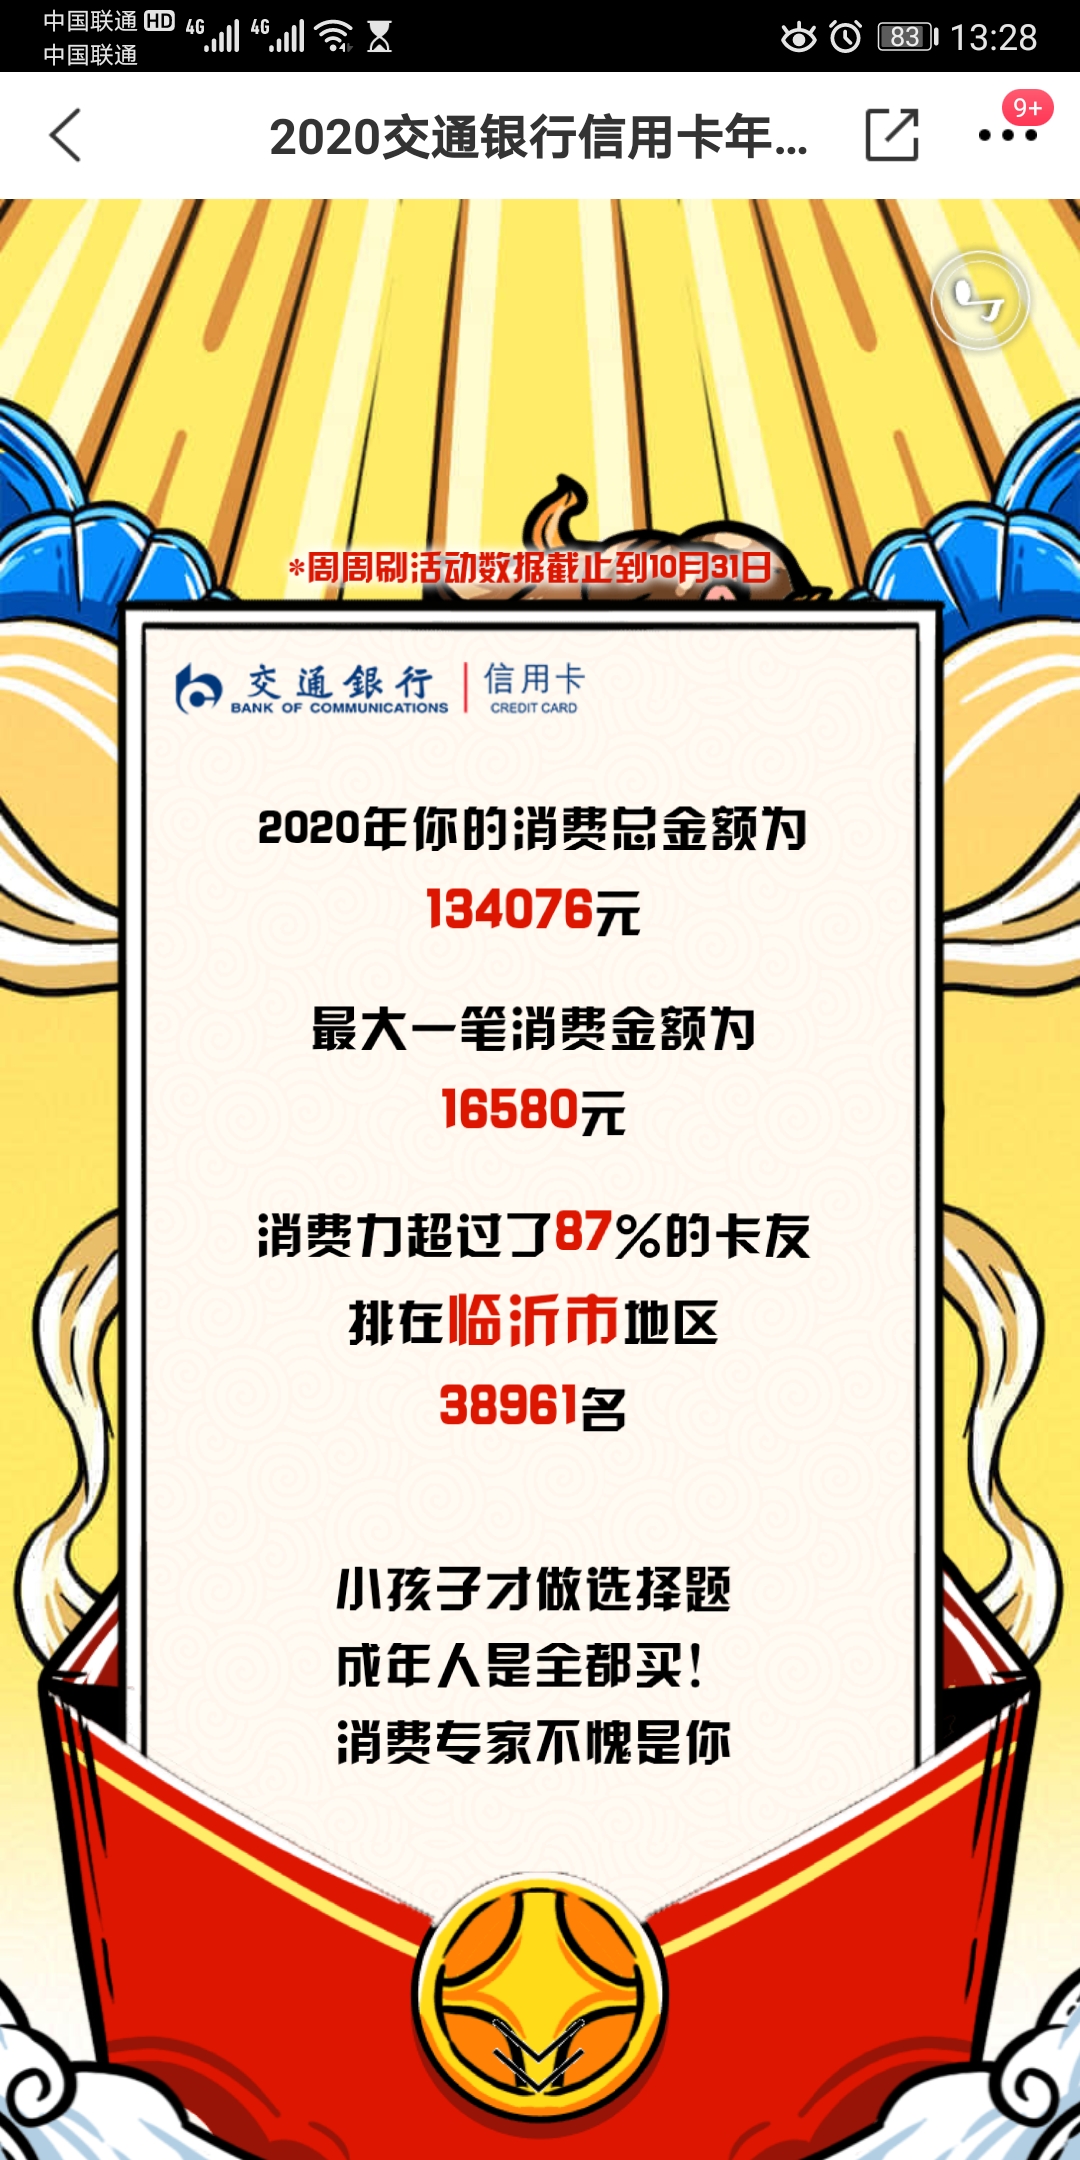 中国联通 HD 4G 4G 83 13:28
中国联通
2020交通银行信用卡年... 9+
*周周刷活动数据截止到10月31日
交通銀行 信用卡
BANK OF COMMUNICATIONS CREDIT CARD
2020年你的消费总金额为
134076元
最大一笔消费金额为
16580元
消费力超过了87%的卡友
排在临沂市地区
38961名
小孩子才做选择题
成年人是全都买!
消费专家不愧是你